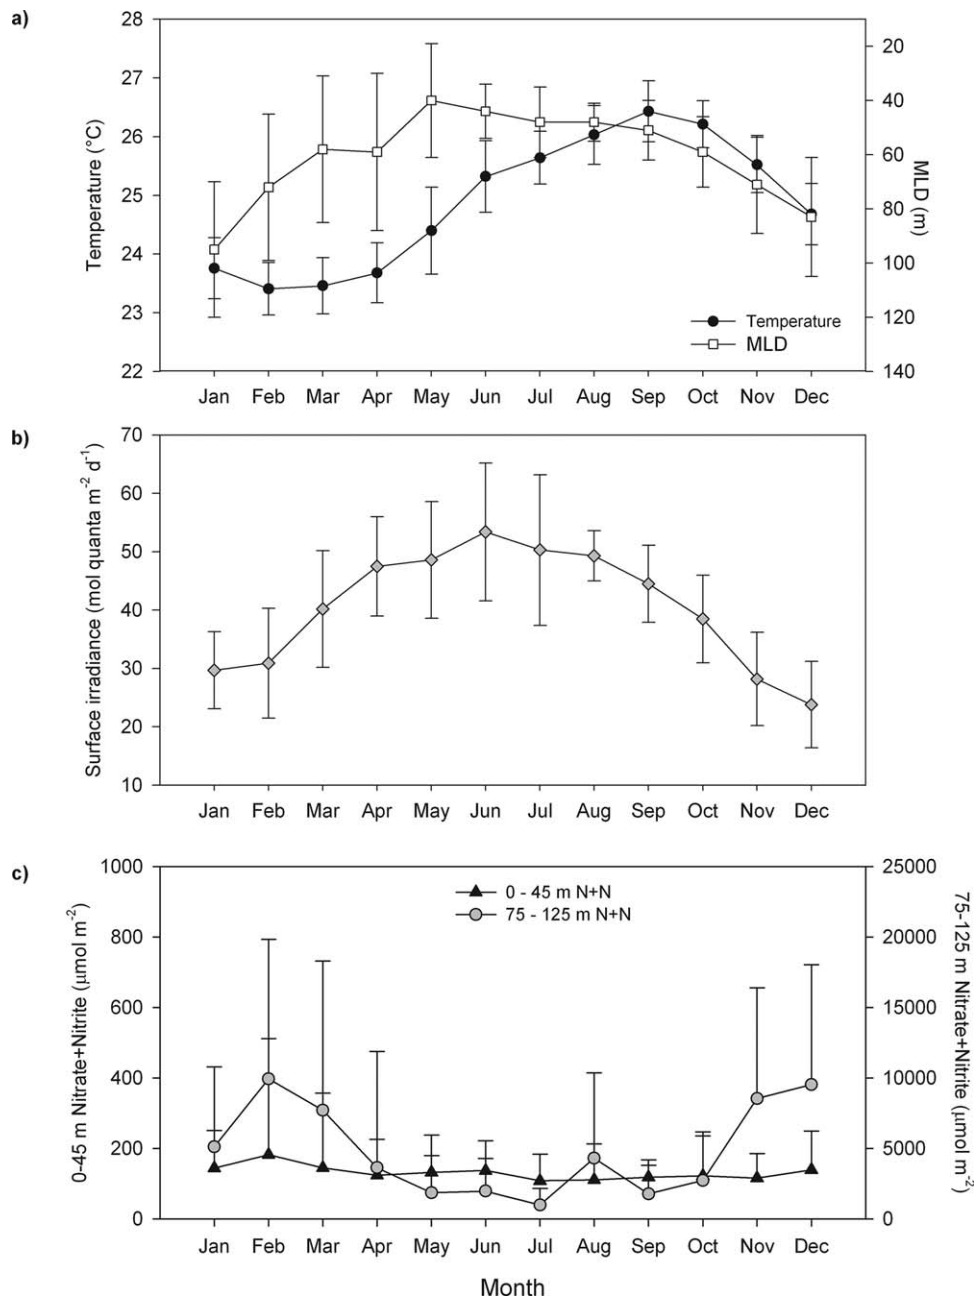 a)
28
27
26
25
24
23
22
Temperature (°C)
20
40
60
80
100
120
140
MLD (m)
Temperature
MLD
Jan Feb Mar Apr May Jun Jul Aug Sep Oct Nov Dec
b)
70
60
50
40
30
20
10
Surface irradiance (mol quanta m-2 d-1)
Jan Feb Mar Apr May Jun Jul Aug Sep Oct Nov Dec
c)
1000
800
600
400
200
0
0-45 m Nitrate+Nitrite (μmol m-2)
25000
20000
15000
10000
5000
0
75-125 m Nitrate+Nitrite (μmol m-2)
0 - 45 m N+N
75 - 125 m N+N
Jan Feb Mar Apr May Jun Jul Aug Sep Oct Nov Dec
Month